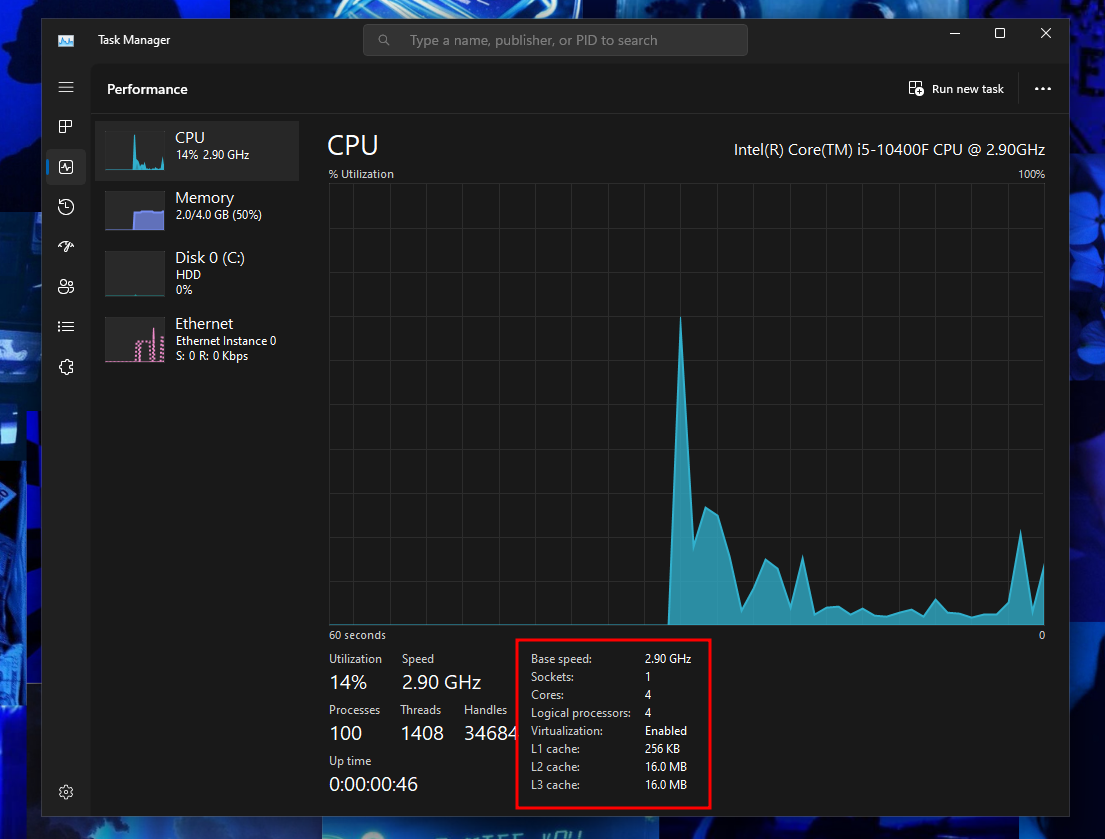 Task Manager
Type a name, publisher, or PID to search
Performance
Run new task
CPU
14% 2.90 GHz
Memory
2.0/4.0 GB (50%)
Disk 0 (C:)
HDD
0%
Ethernet
Ethernet Instance 0
S: 0 R: 0 Kbps
CPU
Intel(R) Core(TM) i5-10400F CPU @ 2.90GHz
% Utilization 100%
60 seconds 0
Utilization Speed
14% 2.90 GHz
Processes Threads Handles
100 1408 34684
Up time
0:00:00:46
Base speed: 2.90 GHz
Sockets: 1
Cores: 4
Logical processors: 4
Virtualization: Enabled
L1 cache: 256 KB
L2 cache: 16.0 MB
L3 cache: 16.0 MB